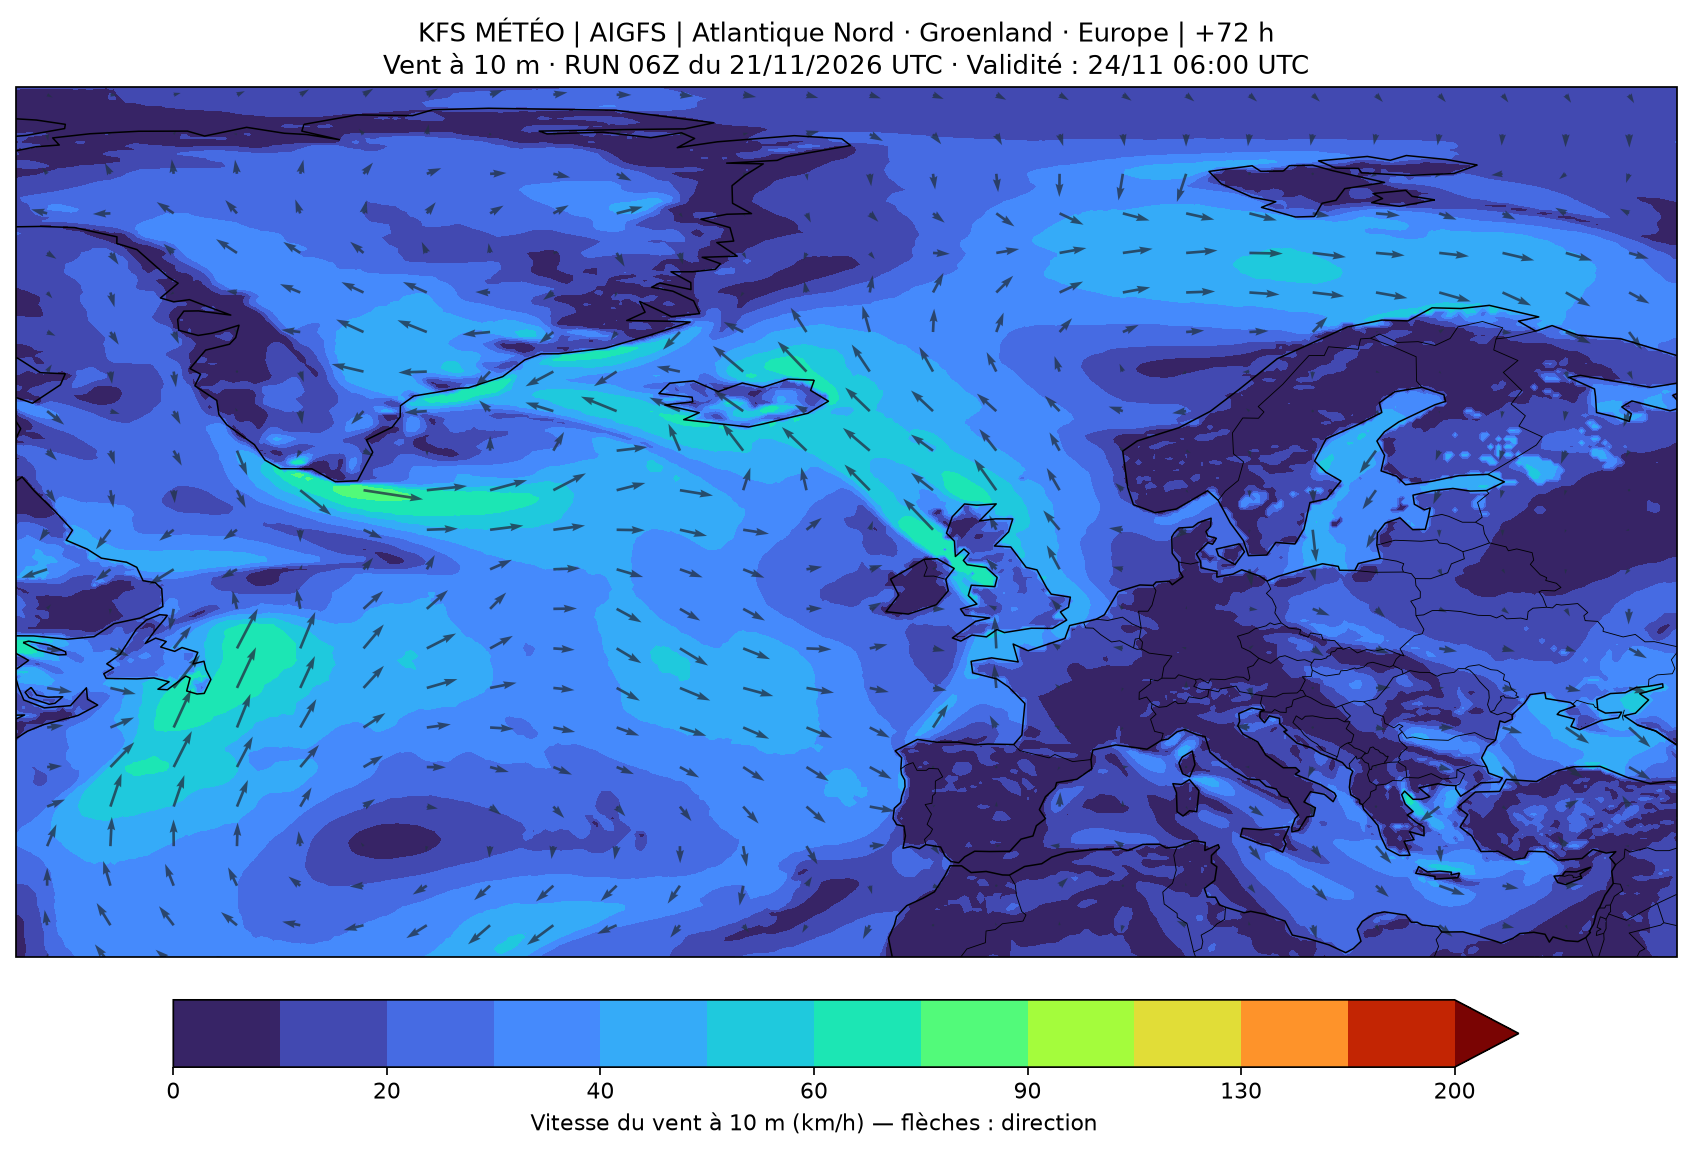 KFS MÉTÉO | AIGFS | Atlantique Nord · Groenland · Europe | +72 h
Vent à 10 m · RUN 06Z du 21/11/2026 UTC · Validité : 24/11 06:00 UTC
0 20 40 60 90 130 200
Vitesse du vent à 10 m (km/h) — flèches : direction